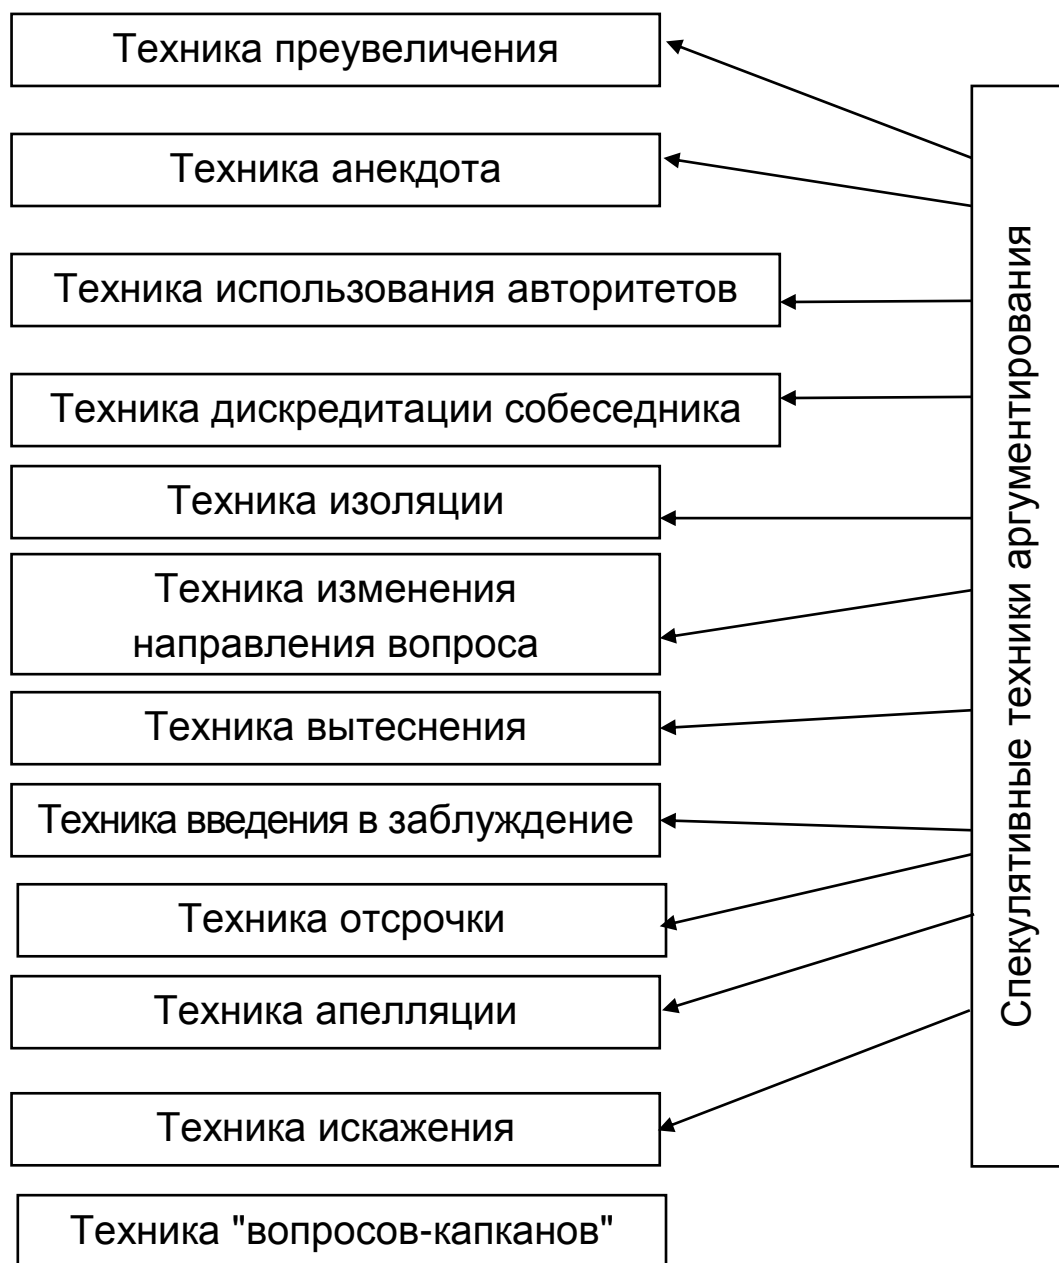 Техника преувеличения
Техника анекдота
Техника использования авторитетов
Техника дискредитации собеседника
Техника изоляции
Техника изменения
направления вопроса
Техника вытеснения
Техника введения в заблуждение
Техника отсрочки
Техника апелляции
Техника искажения
Техника "вопросов-капканов"
Спекулятивные техники аргументирования